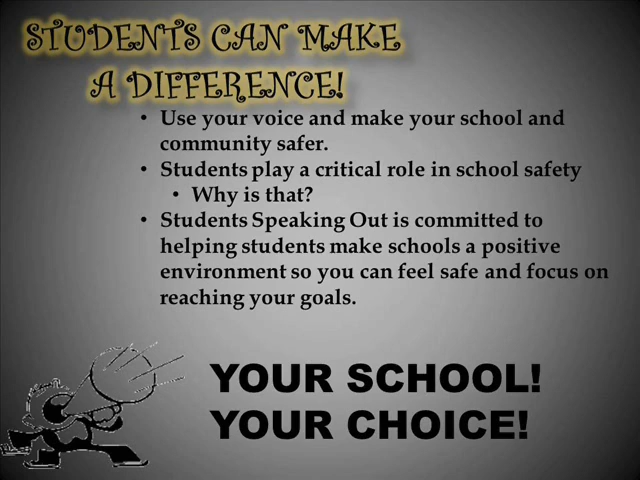 STUDENTS CAN MAKE
A DIFFERENCE!
• Use your voice and make your school and
community safer.
• Students play a critical role in school safety
• Why is that?
• Students Speaking Out is committed to
helping students make schools a positive
environment so you can feel safe and focus on
reaching your goals.
YOUR SCHOOL!
YOUR CHOICE!